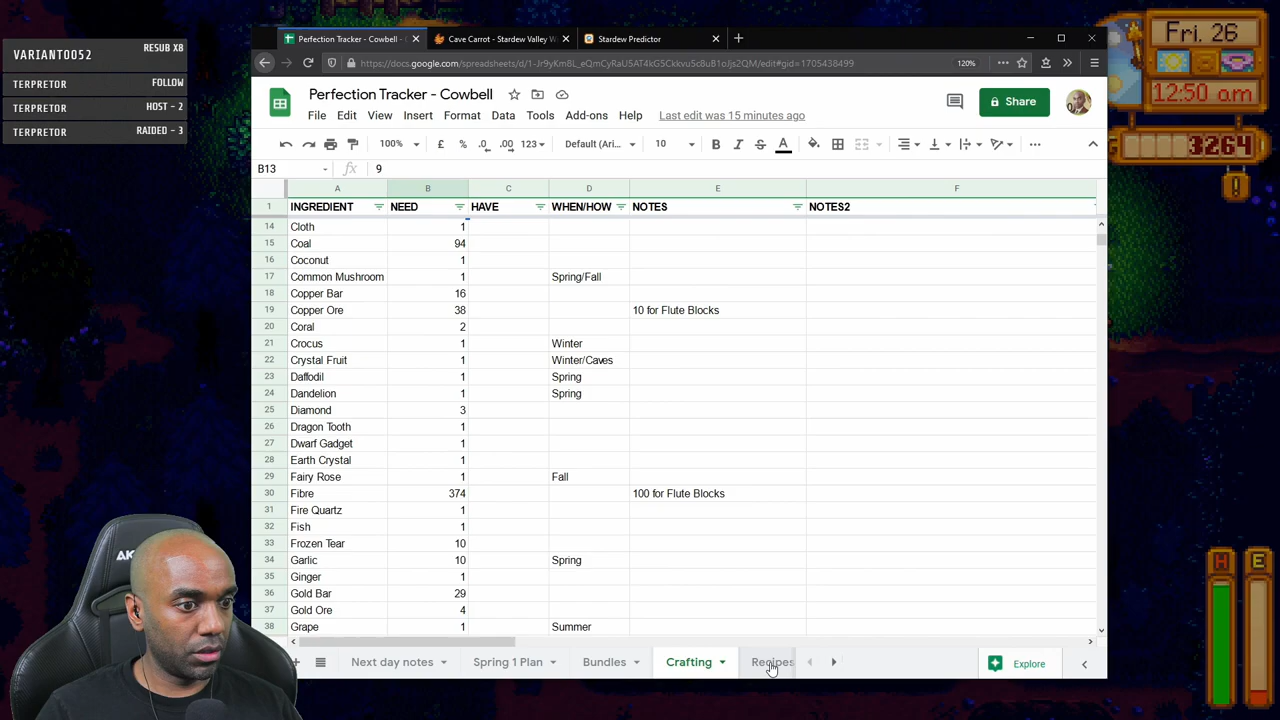 VARIANT0052 RESUB X8
TERPRETOR FOLLOW
TERPRETOR HOST - 2
TERPRETOR RAIDED - 3
Perfection Tracker - Cowbell -
Cave Carrot - Stardew Valley W
Stardew Predictor
120%
Perfection Tracker - Cowbell
File Edit View Insert Format Data Tools Add-ons Help Last edit was 15 minutes ago
Share
100% £ % .0 .00 123 Default (Ari... 10 B I S A
B13 fx 9
A B C D E F
1 INGREDIENT NEED HAVE WHEN/HOW NOTES NOTES2
14 Cloth 1
15 Coal 94
16 Coconut 1
17 Common Mushroom 1 Spring/Fall
18 Copper Bar 16
19 Copper Ore 38 10 for Flute Blocks
20 Coral 2
21 Crocus 1 Winter
22 Crystal Fruit 1 Winter/Caves
23 Daffodil 1 Spring
24 Dandelion 1 Spring
25 Diamond 3
26 Dragon Tooth 1
27 Dwarf Gadget 1
28 Earth Crystal 1
29 Fairy Rose 1 Fall
30 Fibre 374 100 for Flute Blocks
31 Fire Quartz 1
32 Fish 1
33 Frozen Tear 10
34 Garlic 10 Spring
35 Ginger 1
36 Gold Bar 29
37 Gold Ore 4
38 Grape 1 Summer
Next day notes Spring 1 Plan Bundles Crafting Recipes
Explore
Fri. 26
12:50 am
3264
H E
AK